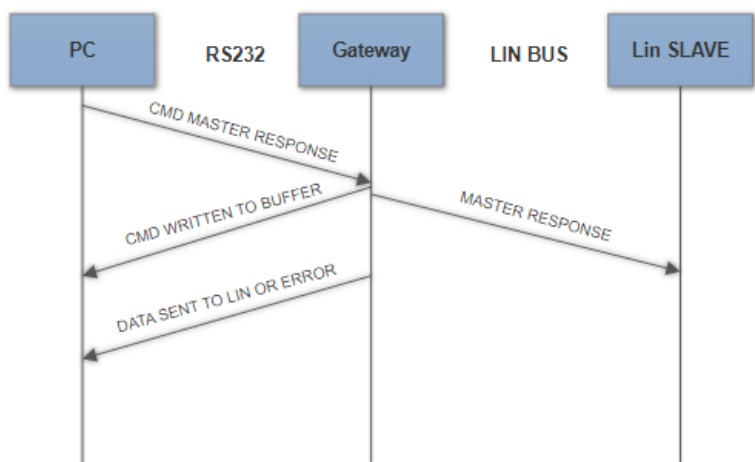 PC
RS232
Gateway
LIN BUS
Lin SLAVE
CMD MASTER RESPONSE
CMD WRITTEN TO BUFFER
MASTER RESPONSE
DATA SENT TO LIN OR ERROR